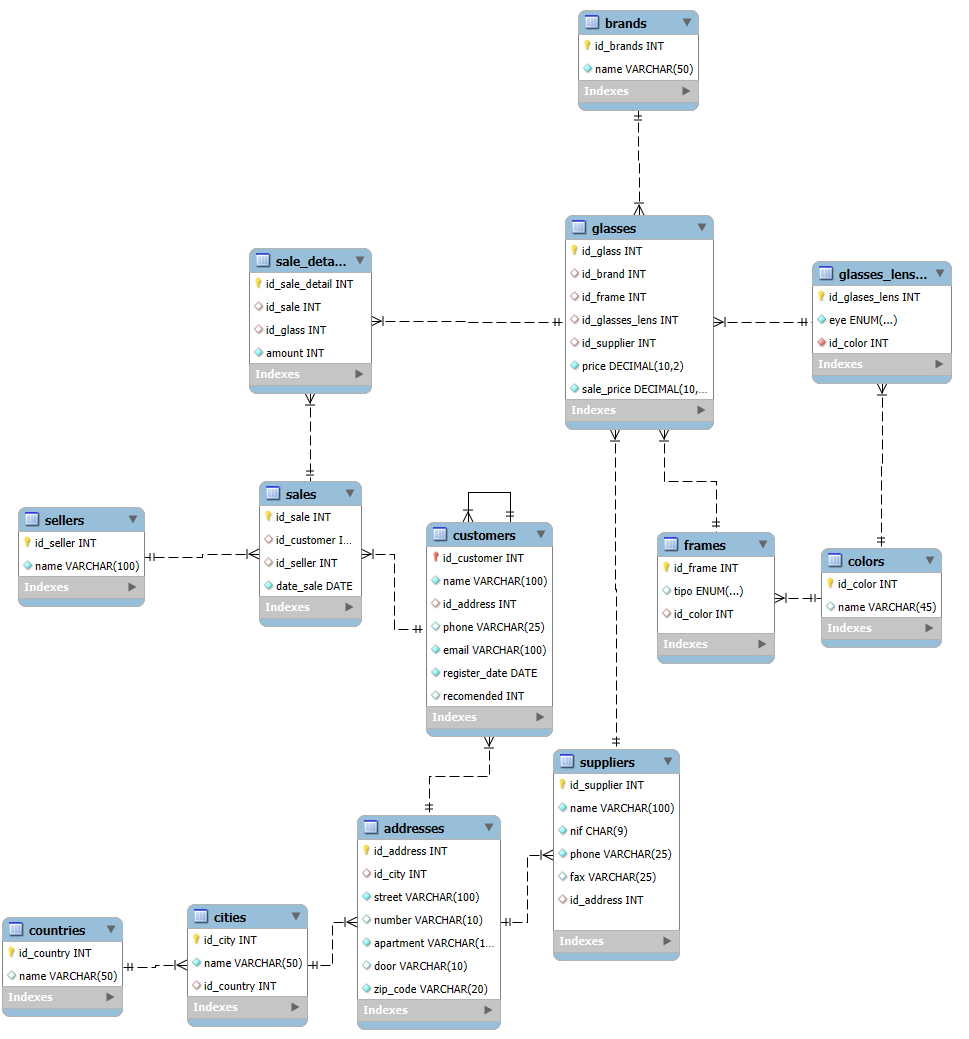 brands
id_brands INT
name VARCHAR(50)
Indexes
glasses
id_glass INT
id_brand INT
id_frame INT
id_glasses_lens INT
id_supplier INT
price DECIMAL(10,2)
sale_price DECIMAL(10,...
Indexes
sale_deta...
id_sale_detail INT
id_sale INT
id_glass INT
amount INT
Indexes
glasses_lens...
id_glases_lens INT
eye ENUM(...)
id_color INT
Indexes
sales
id_sale INT
id_customer I...
id_seller INT
date_sale DATE
Indexes
sellers
id_seller INT
name VARCHAR(100)
Indexes
customers
id_customer INT
name VARCHAR(100)
id_address INT
phone VARCHAR(25)
email VARCHAR(100)
register_date DATE
recomended INT
Indexes
frames
id_frame INT
tipo ENUM(...)
id_color INT
Indexes
colors
id_color INT
name VARCHAR(45)
Indexes
suppliers
id_supplier INT
name VARCHAR(100)
nif CHAR(9)
phone VARCHAR(25)
fax VARCHAR(25)
id_address INT
Indexes
addresses
id_address INT
id_city INT
street VARCHAR(100)
number VARCHAR(10)
apartment VARCHAR(1...
door VARCHAR(10)
zip_code VARCHAR(20)
Indexes
cities
id_city INT
name VARCHAR(50)
id_country INT
Indexes
countries
id_country INT
name VARCHAR(50)
Indexes